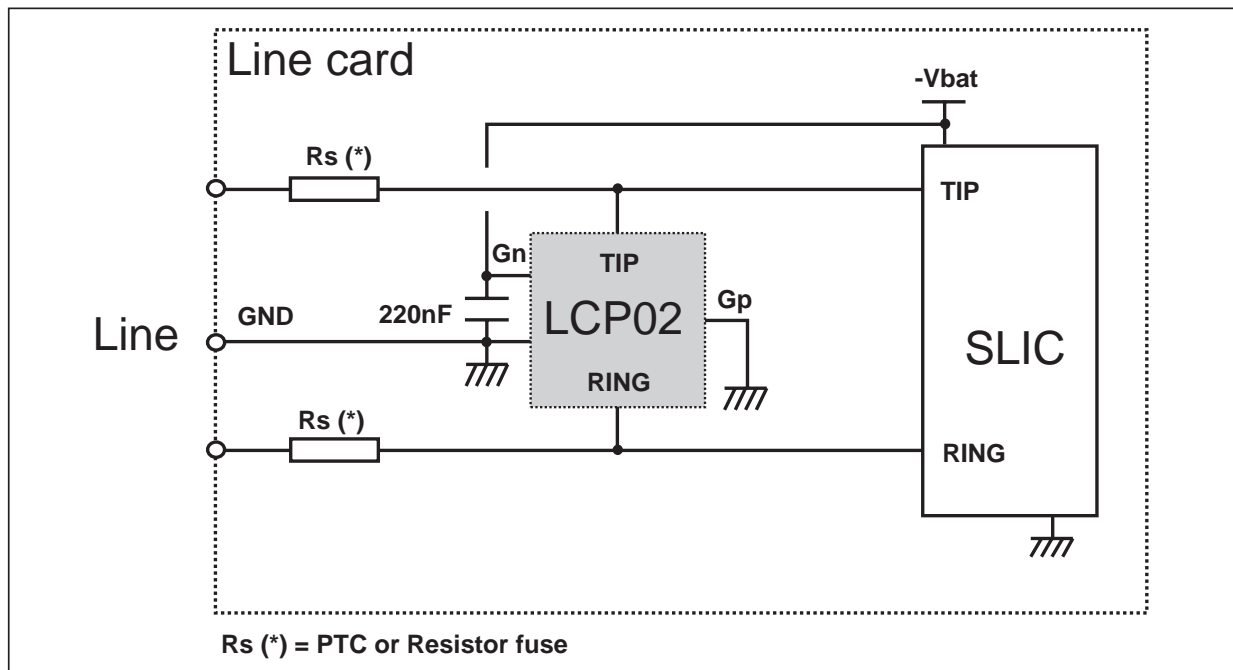 Line card
-Vbat
Rs (*)
TIP
Gn
TIP
Gp
GND
220nF
LCP02
Line
SLIC
RING
Rs (*)
RING
Rs (*) = PTC or Resistor fuse